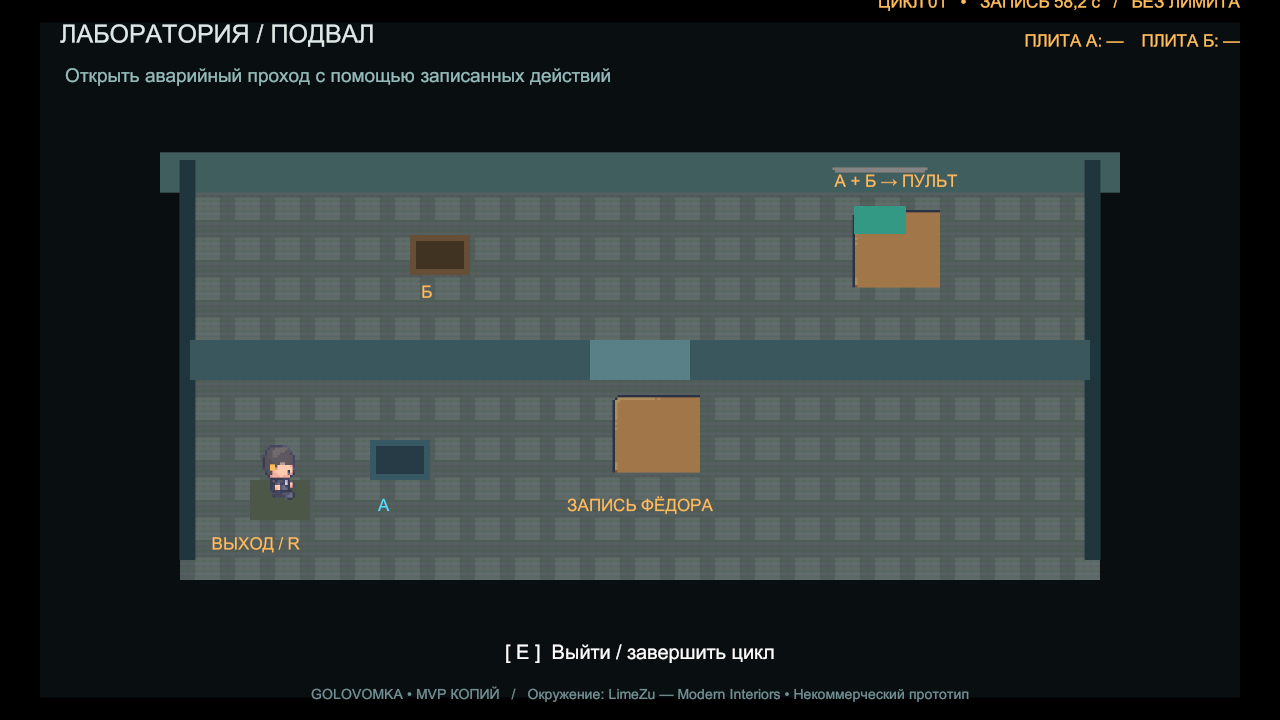 ЦИКЛ 01 • ЗАПИСЬ 58,2 с / БЕЗ ЛИМИТА
ЛАБОРАТОРИЯ / ПОДВАЛ
ПЛИТА А: — ПЛИТА Б: —
Открыть аварийный проход с помощью записанных действий
А + Б → ПУЛЬТ
Б
А
ЗАПИСЬ ФЁДОРА
ВЫХОД / R
[ E ] Выйти / завершить цикл
GOLOVOMKA • MVP КОПИЙ / Окружение: LimeZu — Modern Interiors • Некоммерческий прототип